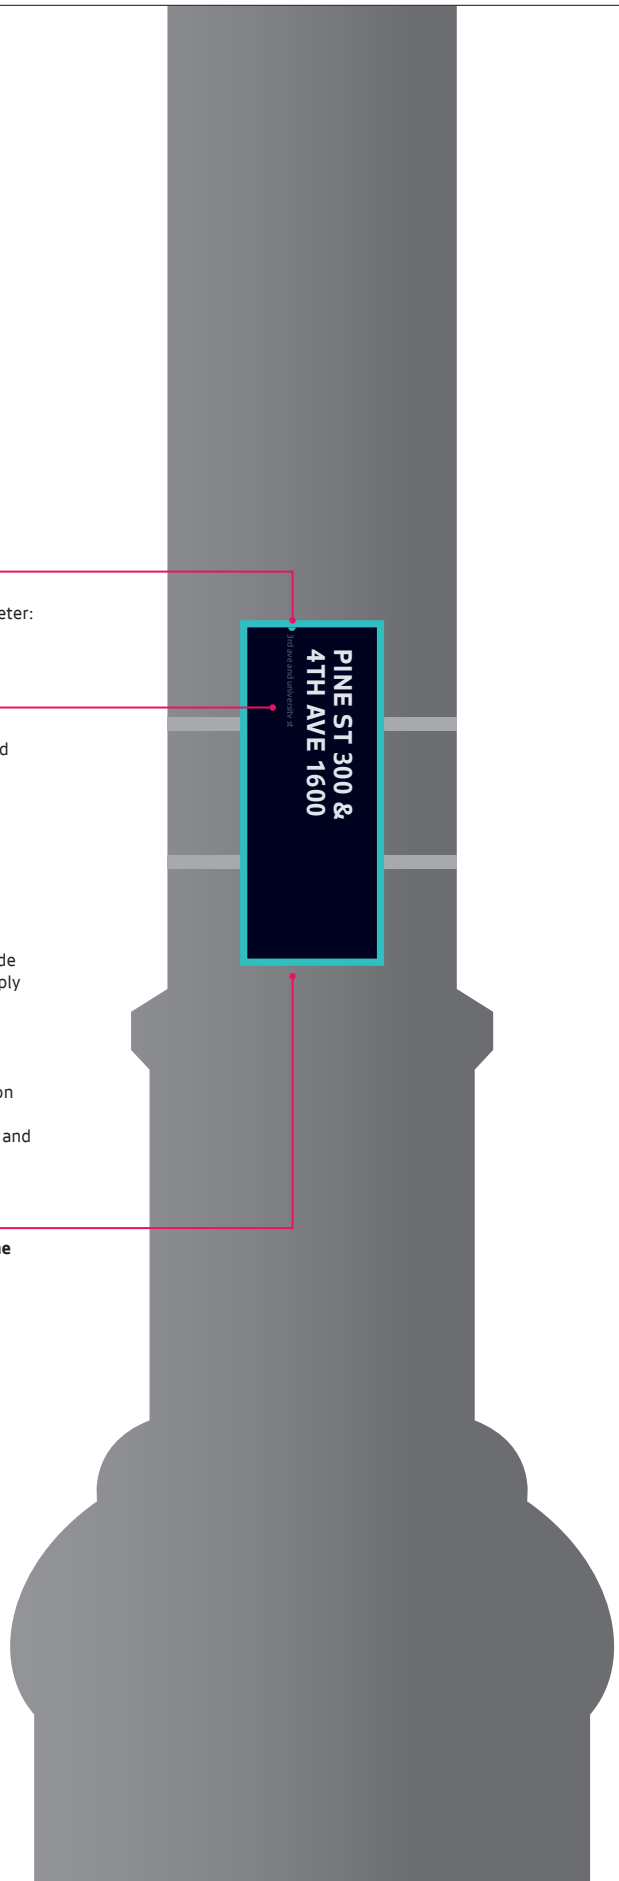 eter:
PINE ST 300 &
4TH AVE 1600
3rd ave and university st
d
de
ply
on
and
ne